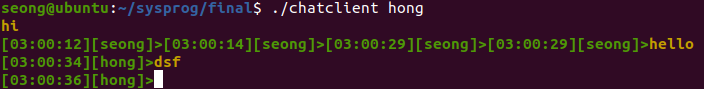 seong@ubuntu:~/sysprog/final$ ./chatclient hong
hi
[03:00:12][seong]>[03:00:14][seong]>[03:00:29][seong]>[03:00:29][seong]>hello
[03:00:34][hong]>dsf
[03:00:36][hong]>